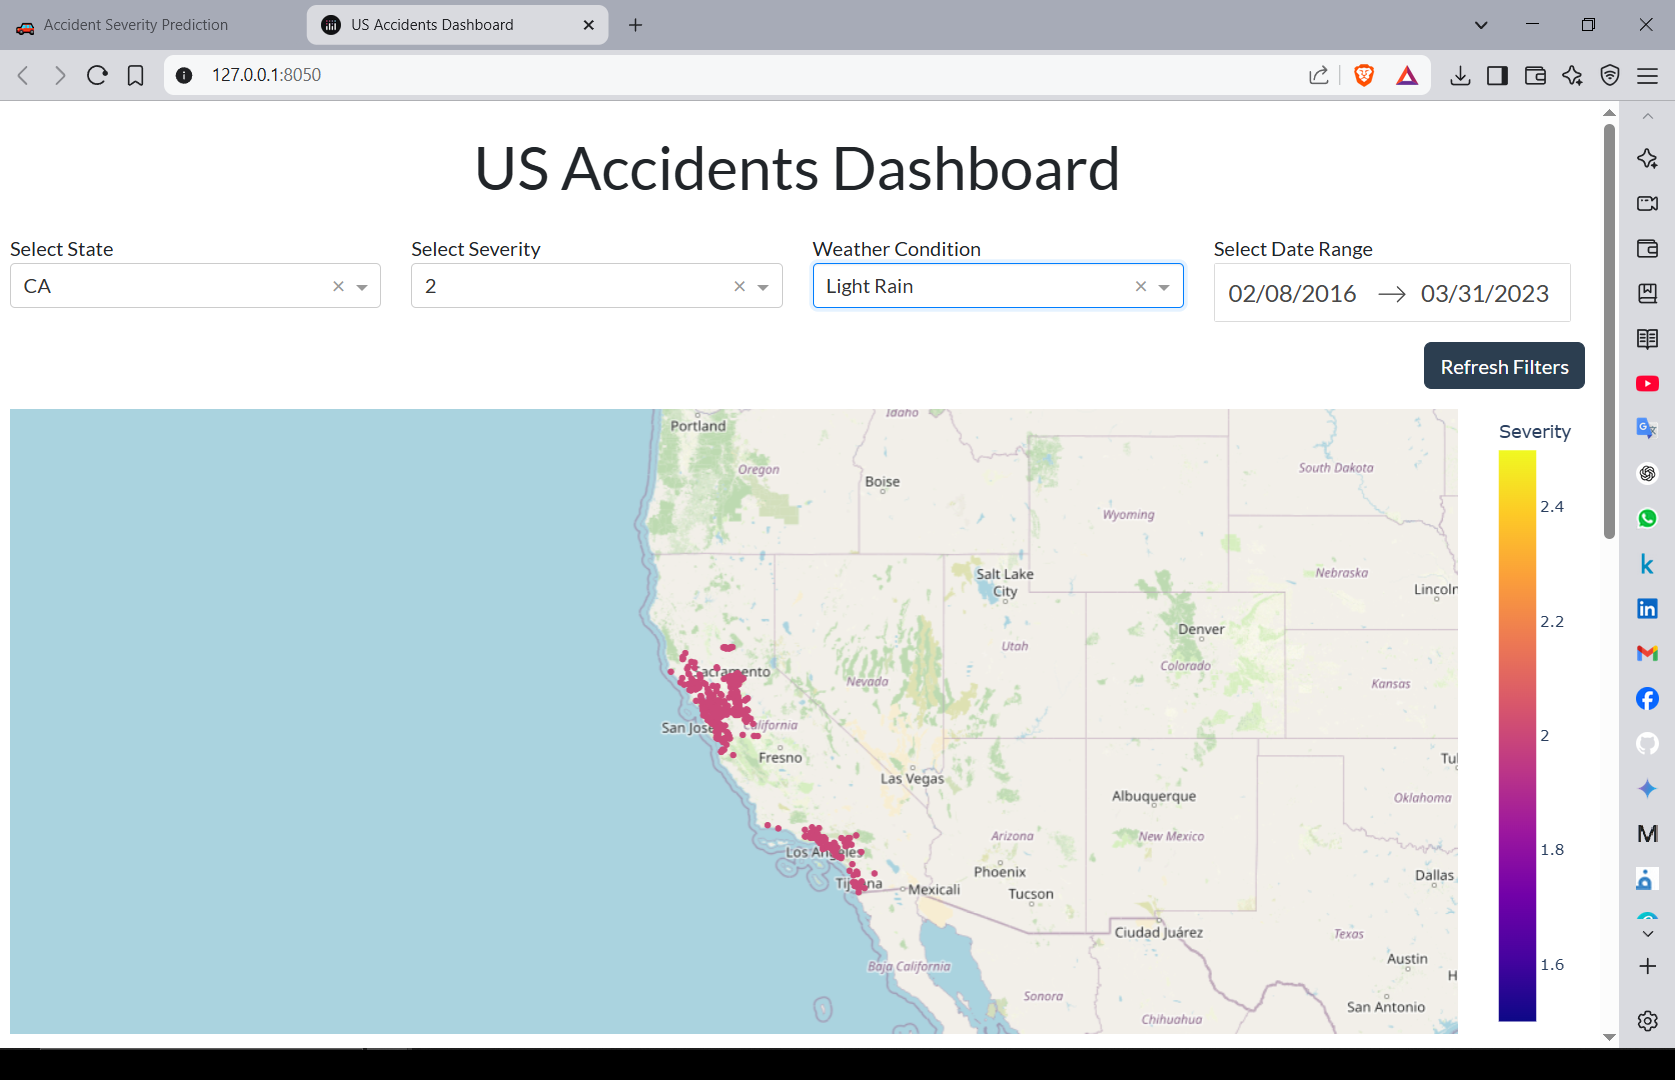 Accident Severity Prediction
US Accidents Dashboard
127.0.0.1:8050
US Accidents Dashboard
Select State
Select Severity
Weather Condition
Select Date Range
CA
2
Light Rain
02/08/2016 → 03/31/2023
Refresh Filters
Severity
2.4
2.2
2
1.8
1.6
Idaho
Portland
Oregon
Boise
South Dakota
Wyoming
Salt Lake
City
Nebraska
Lincoln
Denver
Utah
Colorado
Sacramento
Nevada
Kansas
San Jose
California
Fresno
Las Vegas
Albuquerque
Oklahoma
Tu
Arizona
New Mexico
Los Angeles
Phoenix
Dallas
Tijuana
Mexicali
Tucson
Ciudad Juárez
Texas
Baja California
Austin
H
Sonora
San Antonio
Chihuahua
k
in
M